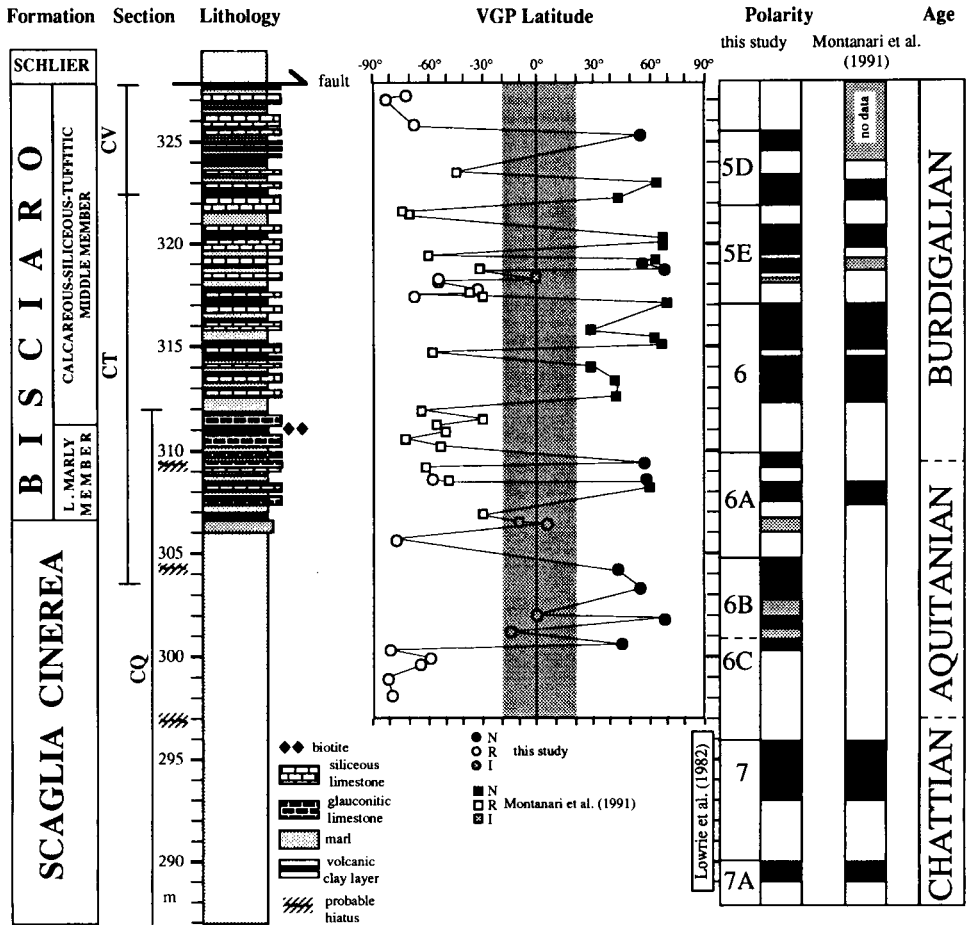 Formation Section Lithology VGP Latitude Polarity Age
this study Montanari et al. (1991)
SCHLIER
fault
-90° -60 -30 0° 30 60 90°
BISCIARO
CALCAREOUS-SILICEOUS-TUFFITIC MIDDLE MEMBER
L. MARLY MEMBER
SCAGLIA CINEREA
CV
CT
CQ
325
320
315
310
305
300
295
290
m
no data
5D
5E
6
6A
6B
6C
7
7A
BURDIGALIAN
AQUITANIAN
CHATTIAN
Lowrie et al. (1982)
biotite
siliceous limestone
glauconitic limestone
marl
volcanic clay layer
probable hiatus
N
R this study
I
N
R Montanari et al. (1991)
I